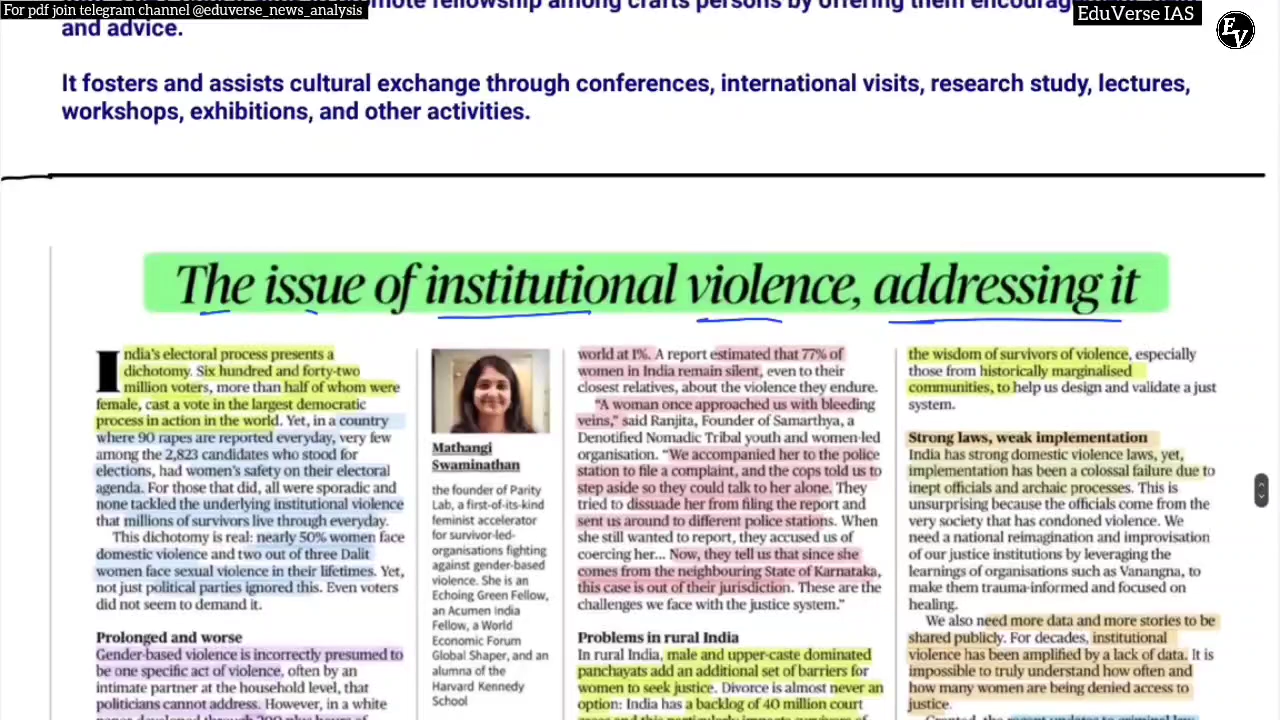 For pdf join telegram channel @eduverse_news_analysis
EduVerse IAS
EV
fellowship among crafts persons by offering them
and advice.
It fosters and assists cultural exchange through conferences, international visits, research study, lectures,
workshops, exhibitions, and other activities.
The issue of institutional violence, addressing it
India's electoral process presents a
dichotomy. Six hundred and forty-two
million voters, more than half of whom were
female, cast a vote in the largest democratic
process in action in the world. Yet, in a country
where 90 rapes are reported everyday, very few
among the 2,823 candidates who stood for
elections, had women's safety on their electoral
agenda. For those that did, all were sporadic and
none tackled the underlying institutional violence
that millions of survivors live through everyday.
This dichotomy is real: nearly 50% women face
domestic violence and two out of three Dalit
women face sexual violence in their lifetimes. Yet,
not just political parties ignored this. Even voters
did not seem to demand it.
Prolonged and worse
Gender-based violence is incorrectly presumed to
be one specific act of violence, often by an
intimate partner at the household level, that
politicians cannot address. However, in a white
Mathangi
Swaminathan
the founder of Parity
Lab, a first-of-its-kind
feminist accelerator
for survivor-led-
organisations fighting
against gender-based
violence. She is an
Echoing Green Fellow,
an Acumen India
Fellow, a World
Economic Forum
Global Shaper, and an
alumna of the
Harvard Kennedy
School
world at 1%. A report estimated that 77% of
women in India remain silent, even to their
closest relatives, about the violence they endure.
"A woman once approached us with bleeding
veins," said Ranjita, Founder of Samarthya, a
Denotified Nomadic Tribal youth and women-led
organisation. "We accompanied her to the police
station to file a complaint, and the cops told us to
step aside so they could talk to her alone. They
tried to dissuade her from filing the report and
sent us around to different police stations. When
she still wanted to report, they accused us of
coercing her... Now, they tell us that since she
comes from the neighbouring State of Karnataka,
this case is out of their jurisdiction. These are the
challenges we face with the justice system."
Problems in rural India
In rural India, male and upper-caste dominated
panchayats add an additional set of barriers for
women to seek justice. Divorce is almost never an
option: India has a backlog of 40 million court
the wisdom of survivors of violence, especially
those from historically marginalised
communities, to help us design and validate a just
system.
Strong laws, weak implementation
India has strong domestic violence laws, yet,
implementation has been a colossal failure due to
inept officials and archaic processes. This is
unsurprising because the officials come from the
very society that has condoned violence. We
need a national reimagination and improvisation
of our justice institutions by leveraging the
learnings of organisations such as Vanangna, to
make them trauma-informed and focused on
healing.
We also need more data and more stories to be
shared publicly. For decades, institutional
violence has been amplified by a lack of data. It is
impossible to truly understand how often and
how many women are being denied access to
justice.